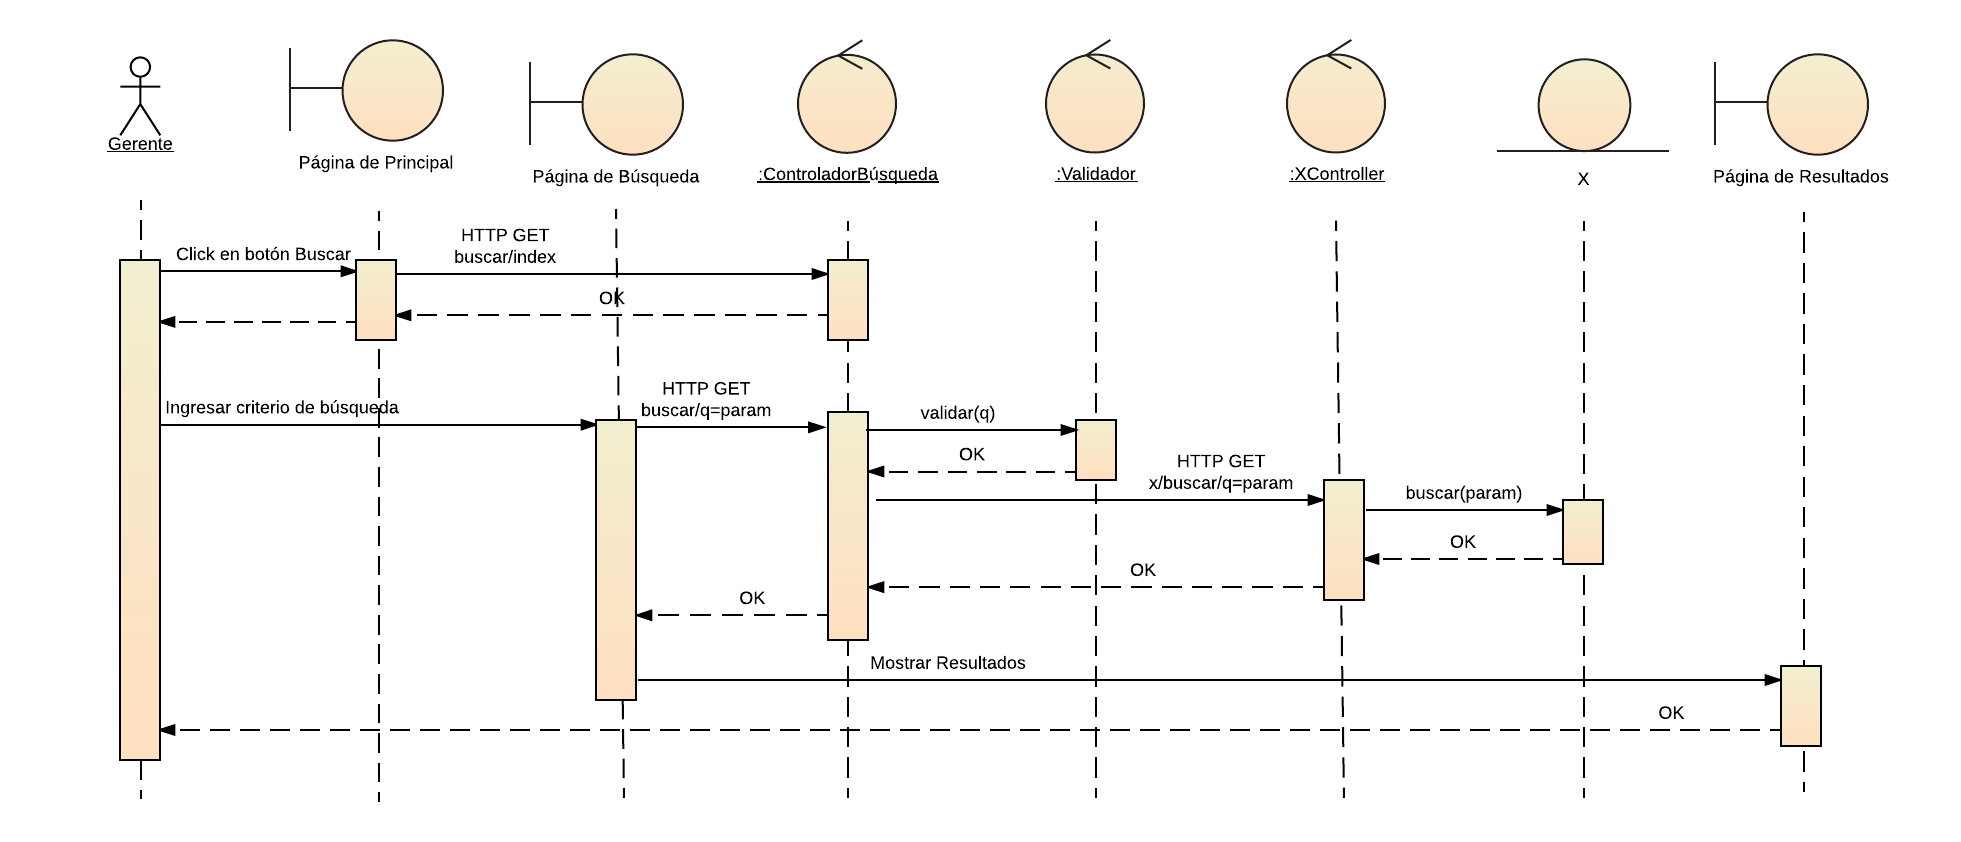 Gerente
Página de Principal
Página de Búsqueda
:ControladorBúsqueda
:Validador
:XController
X
Página de Resultados
Click en botón Buscar
HTTP GET
buscar/index
OK
Ingresar criterio de búsqueda
HTTP GET
buscar/q=param
validar(q)
OK
HTTP GET
x/buscar/q=param
buscar(param)
OK
OK
OK
Mostrar Resultados
OK